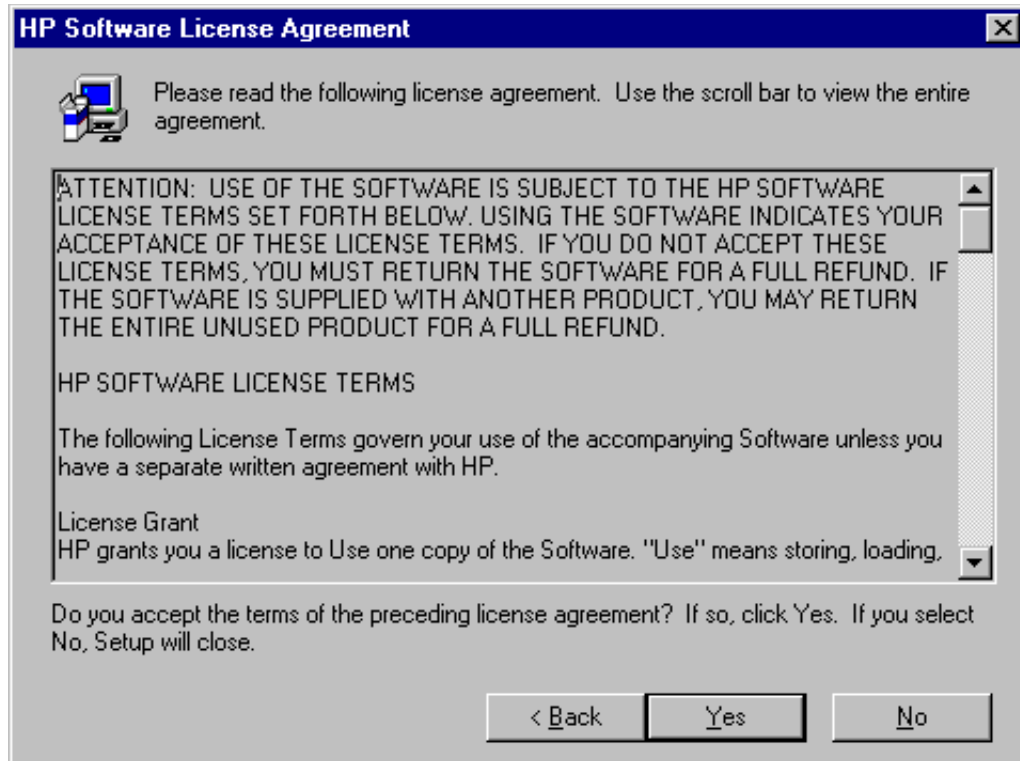 HP Software License Agreement
Please read the following license agreement.  Use the scroll bar to view the entire
agreement.
ATTENTION:  USE OF THE SOFTWARE IS SUBJECT TO THE HP SOFTWARE
LICENSE TERMS SET FORTH BELOW. USING THE SOFTWARE INDICATES YOUR
ACCEPTANCE OF THESE LICENSE TERMS.  IF YOU DO NOT ACCEPT THESE
LICENSE TERMS, YOU MUST RETURN THE SOFTWARE FOR A FULL REFUND.  IF
THE SOFTWARE IS SUPPLIED WITH ANOTHER PRODUCT, YOU MAY RETURN
THE ENTIRE UNUSED PRODUCT FOR A FULL REFUND.
HP SOFTWARE LICENSE TERMS
The following License Terms govern your use of the accompanying Software unless you
have a separate written agreement with HP.
License Grant
HP grants you a license to Use one copy of the Software. "Use" means storing, loading,
Do you accept the terms of the preceding license agreement?  If so, click Yes.  If you select
No, Setup will close.
< Back
Yes
No